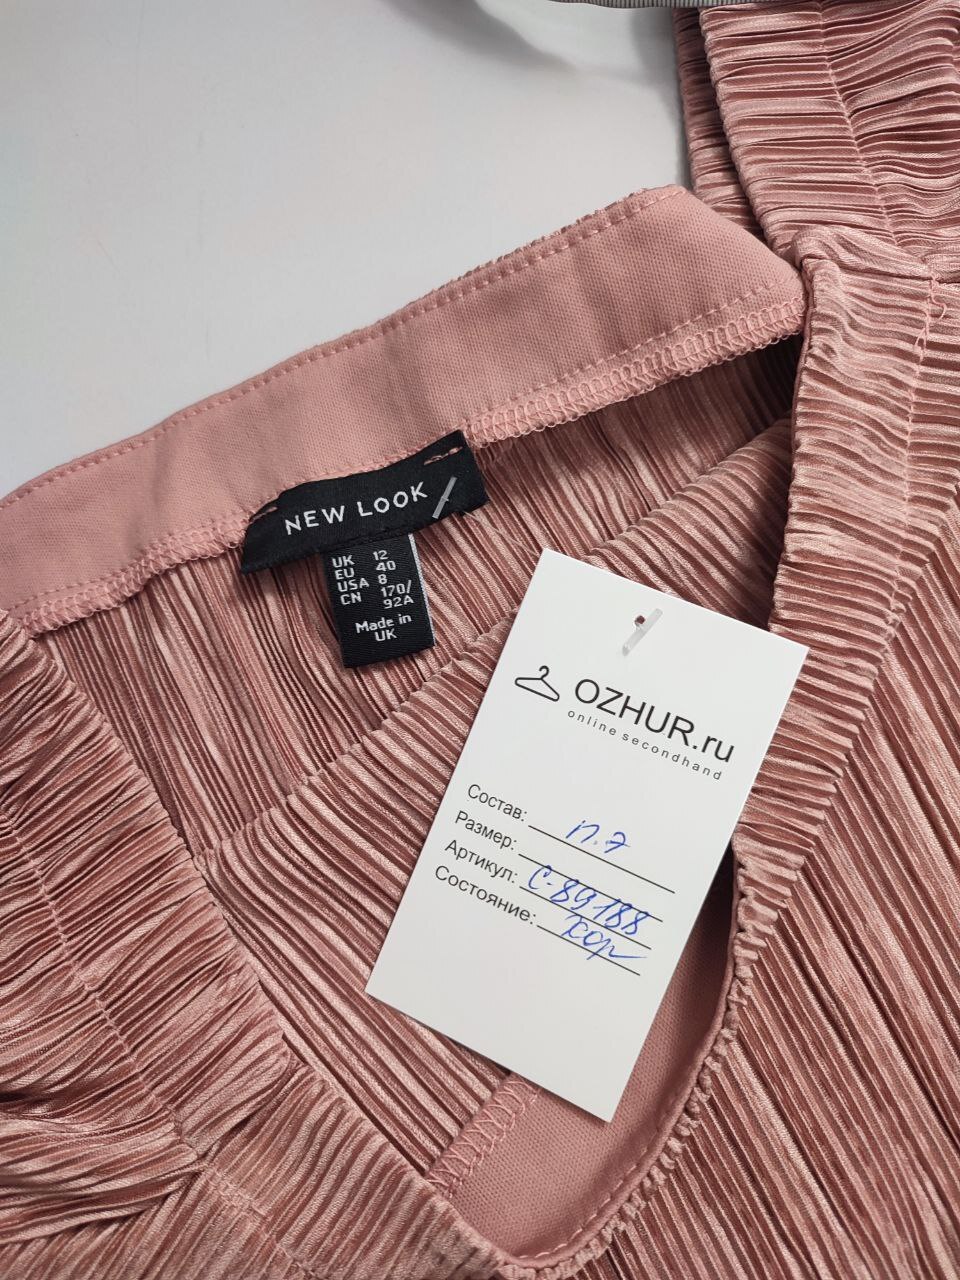 NEW LOOK
UK 12
EU 40
USA 8
CN 170/
92A
Made in
UK
OZHUR.ru
online secondhand
Состав: п.э
Размер:
Артикул: С-89188
Состояние: хор